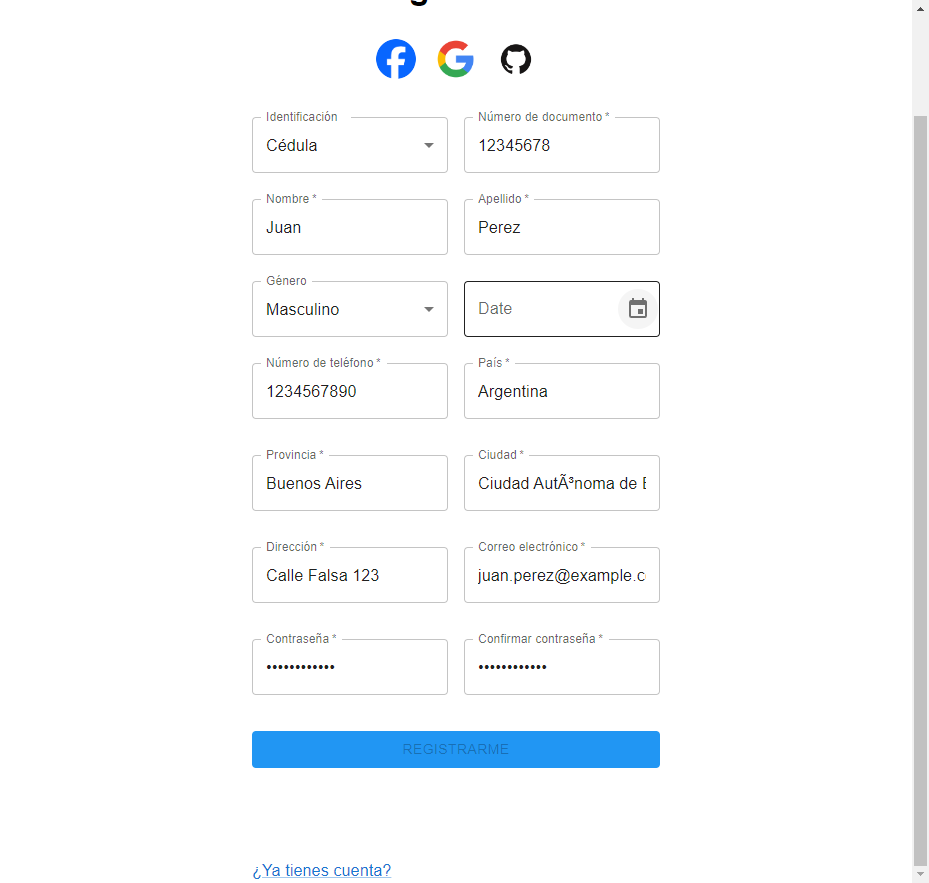 Identificación
Cédula
Número de documento *
12345678
Nombre *
Juan
Apellido *
Perez
Género
Masculino
Date
Número de teléfono *
1234567890
País *
Argentina
Provincia *
Buenos Aires
Ciudad *
Ciudad AutÃ³noma de
Dirección *
Calle Falsa 123
Correo electrónico *
juan.perez@example.c
Contraseña *
••••••••••••
Confirmar contraseña *
••••••••••••
REGISTRARME
¿Ya tienes cuenta?